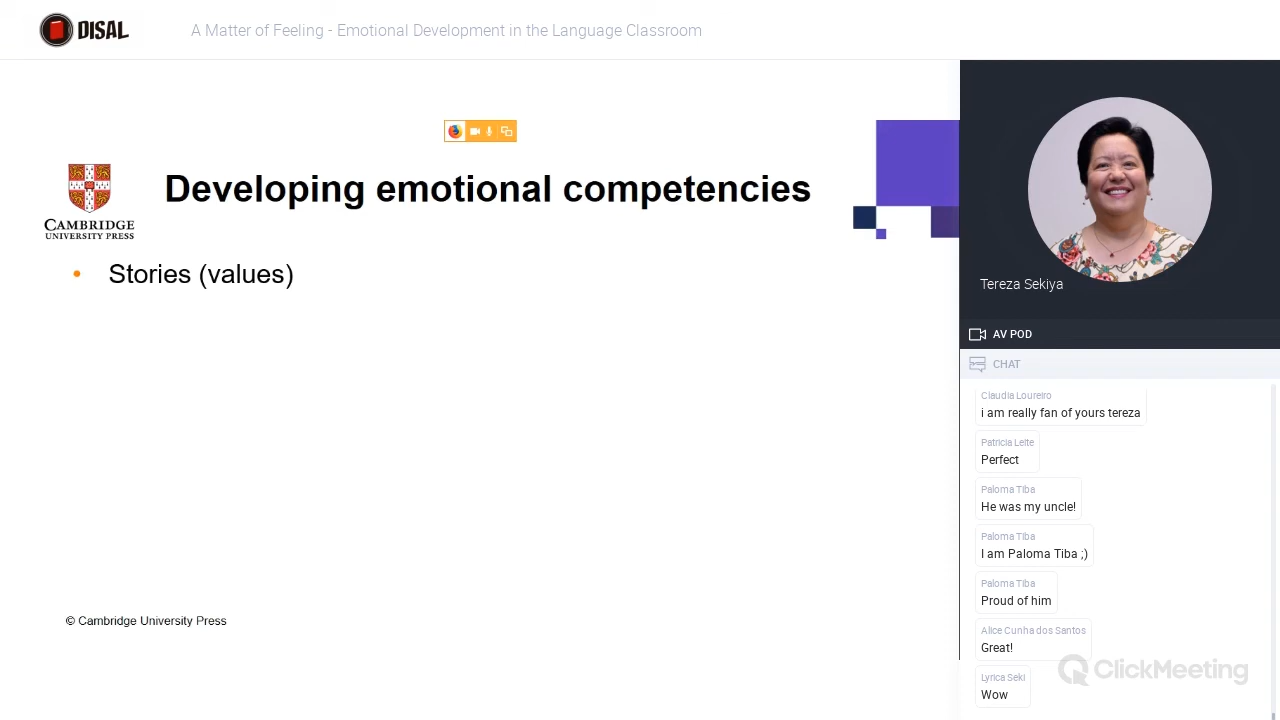 DISAL
A Matter of Feeling - Emotional Development in the Language Classroom
Developing emotional competencies
CAMBRIDGE
UNIVERSITY PRESS
• Stories (values)
© Cambridge University Press
Tereza Sekiya
AV POD
CHAT
Claudia Loureiro
i am really fan of yours tereza
Patricia Leite
Perfect
Paloma Tiba
He was my uncle!
Paloma Tiba
I am Paloma Tiba ;)
Paloma Tiba
Proud of him
Alice Cunha dos Santos
Great!
Lyrica Seki
Wow
ClickMeeting